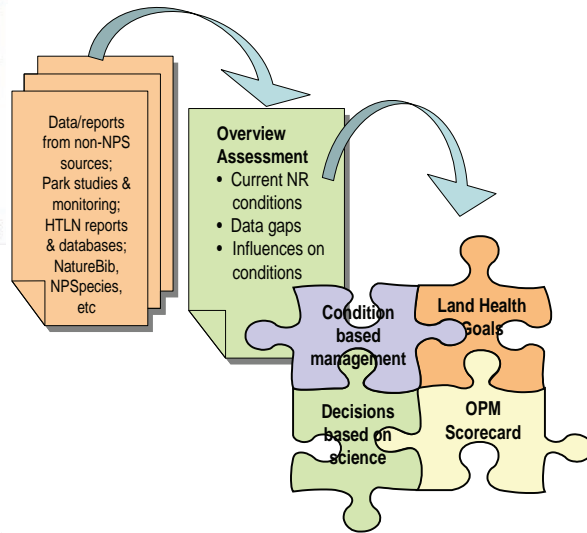 Data/reports
from non-NPS
sources;
Park studies &
monitoring;
HTLN reports
& databases;
NatureBib,
NPSpecies,
etc
Overview
Assessment
• Current NR
conditions
• Data gaps
• Influences on
conditions
Condition
based
management
Land Health
Goals
Decisions
based on
science
OPM
Scorecard